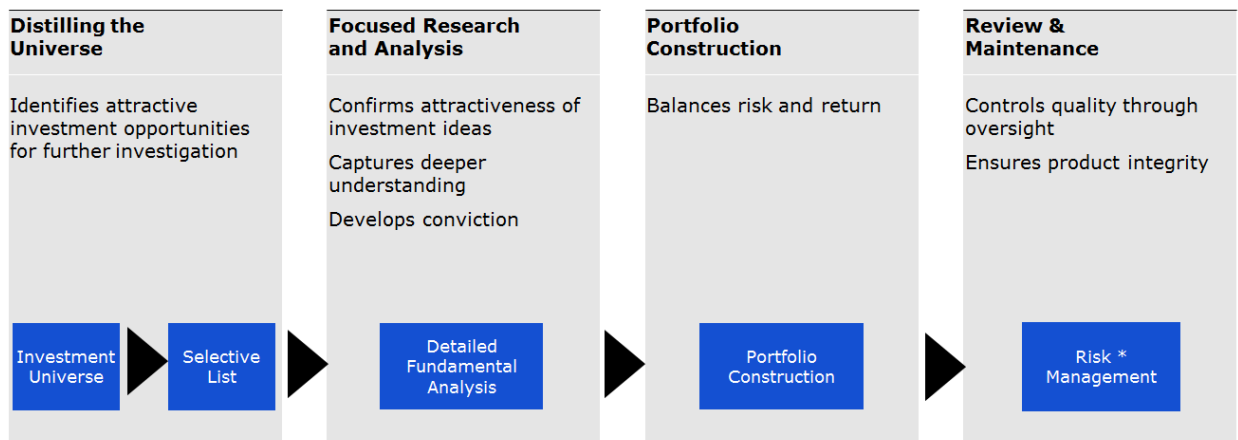 Distilling the
Universe
Identifies attractive
investment opportunities
for further investigation
Investment
Universe
Selective
List
Focused Research
and Analysis
Confirms attractiveness of
investment ideas
Captures deeper
understanding
Develops conviction
Detailed
Fundamental
Analysis
Portfolio
Construction
Balances risk and return
Portfolio
Construction
Review &
Maintenance
Controls quality through
oversight
Ensures product integrity
Risk *
Management